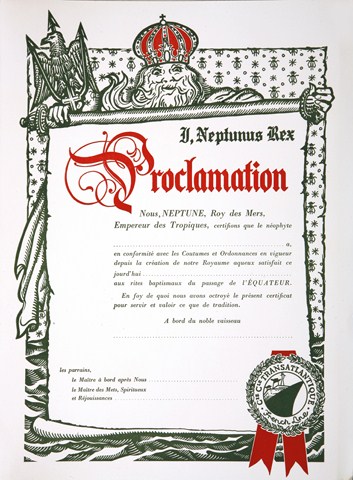 I, Neptunus Rex
Proclamation
Nous, NEPTUNE, Roy des Mers,
Empereur des Tropiques, certifions que le néophyte
a,
en conformité avec les Coutumes et Ordonnances en vigueur
depuis la création de notre Royaume aqueux satisfait ce
jourd'hui
aux rites baptismaux du passage de l'ÉQUATEUR.
En foy de quoi nous avons octroyé le présent certificat
pour servir et valoir ce que de tradition.
A bord du noble vaisseau
les parrains,
le Maître à bord après Nous
le Maître des Mets, Spiritueux
et Réjouissances
Cie Gle TRANSATLANTIQUE
French Line